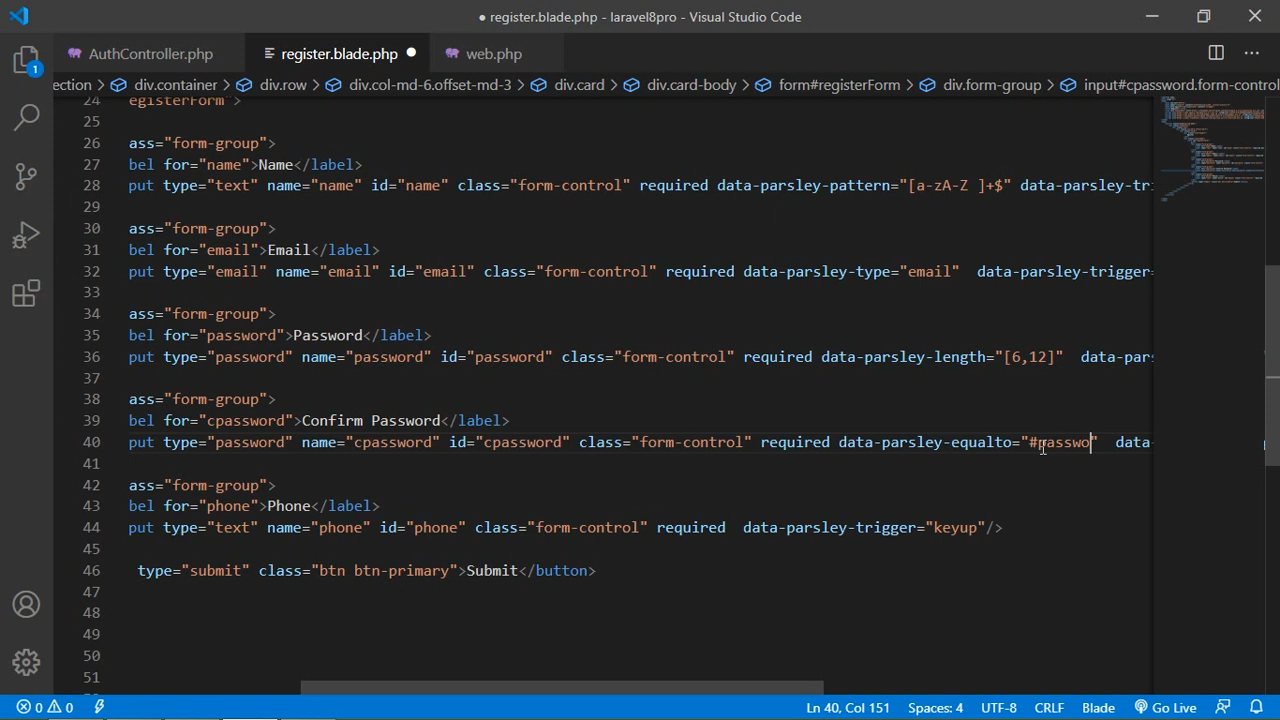 ● register.blade.php - laravel8pro - Visual Studio Code
AuthController.php
register.blade.php
web.php
ection > div.container > div.row > div.col-md-6.offset-md-3 > div.card > div.card-body > form#registerForm > div.form-group > input#cpassword.form-control
1
24 egisterForm">
25
26 ass="form-group">
27 bel for="name">Name</label>
28 put type="text" name="name" id="name" class="form-control" required data-parsley-pattern="[a-zA-Z ]+$" data-parsley-tri
29
30 ass="form-group">
31 bel for="email">Email</label>
32 put type="email" name="email" id="email" class="form-control" required data-parsley-type="email"  data-parsley-trigger=
33
34 ass="form-group">
35 bel for="password">Password</label>
36 put type="password" name="password" id="password" class="form-control" required data-parsley-length="[6,12]"  data-pars
37
38 ass="form-group">
39 bel for="cpassword">Confirm Password</label>
40 put type="password" name="cpassword" id="cpassword" class="form-control" required data-parsley-equalto="#passwo"  data-
41
42 ass="form-group">
43 bel for="phone">Phone</label>
44 put type="text" name="phone" id="phone" class="form-control" required  data-parsley-trigger="keyup"/>
45
46 type="submit" class="btn btn-primary">Submit</button>
47
48
49
50
51
0 0 Ln 40, Col 151 Spaces: 4 UTF-8 CRLF Blade Go Live